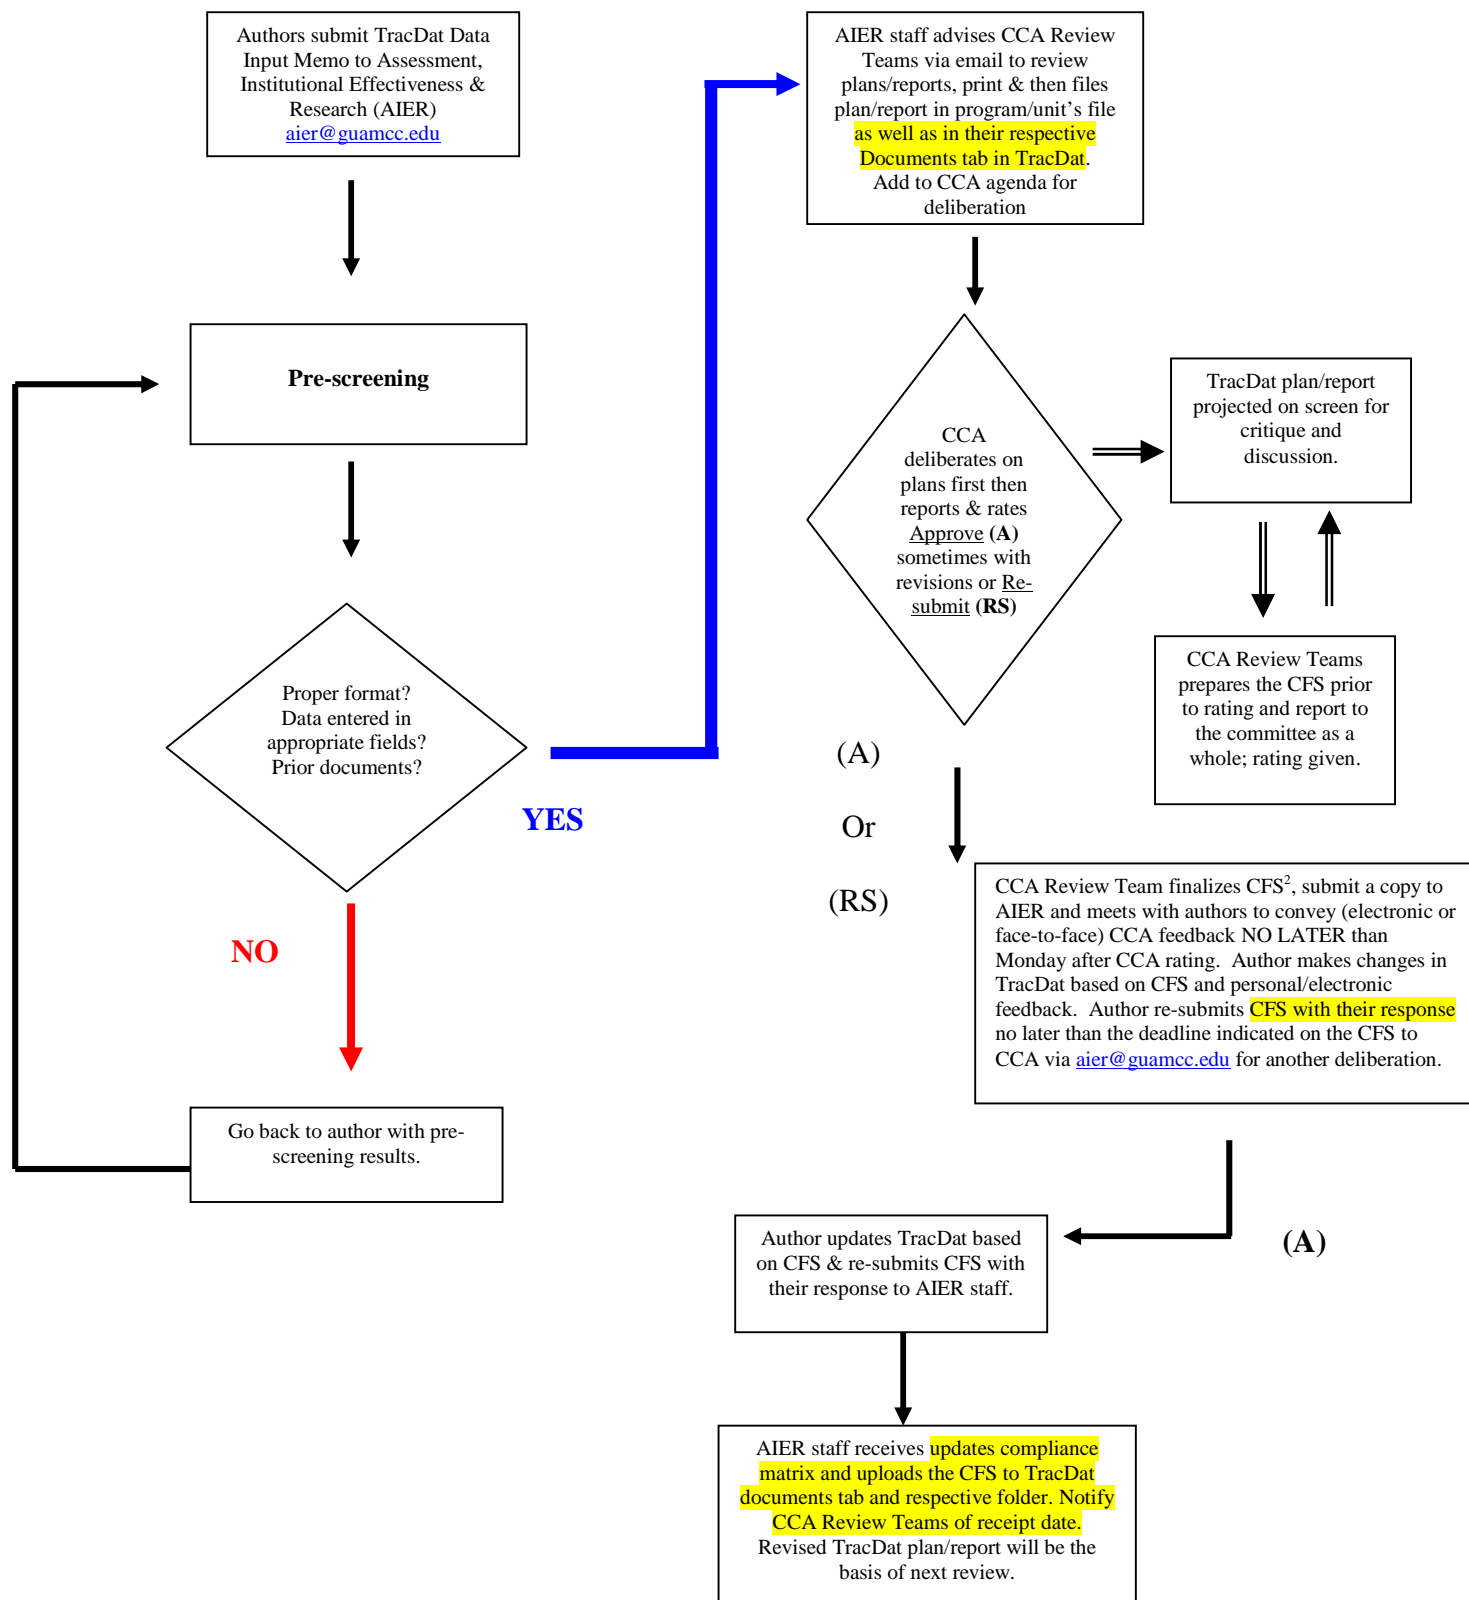 Authors submit TracDat Data
Input Memo to Assessment,
Institutional Effectiveness &
Research (AIER)
aier@guamcc.edu
Pre-screening
Proper format?
Data entered in
appropriate fields?
Prior documents?
YES
NO
Go back to author with pre-
screening results.
AIER staff advises CCA Review
Teams via email to review
plans/reports, print & then files
plan/report in program/unit's file
as well as in their respective
Documents tab in TracDat.
Add to CCA agenda for
deliberation
CCA
deliberates on
plans first then
reports & rates
Approve (A)
sometimes with
revisions or Re-
submit (RS)
TracDat plan/report
projected on screen for
critique and
discussion.
CCA Review Teams
prepares the CFS prior
to rating and report to
the committee as a
whole; rating given.
(A)
Or
(RS)
CCA Review Team finalizes CFS², submit a copy to
AIER and meets with authors to convey (electronic or
face-to-face) CCA feedback NO LATER than
Monday after CCA rating.  Author makes changes in
TracDat based on CFS and personal/electronic
feedback.  Author re-submits CFS with their response
no later than the deadline indicated on the CFS to
CCA via aier@guamcc.edu for another deliberation.
(A)
Author updates TracDat based
on CFS & re-submits CFS with
their response to AIER staff.
AIER staff receives updates compliance
matrix and uploads the CFS to TracDat
documents tab and respective folder. Notify
CCA Review Teams of receipt date.
Revised TracDat plan/report will be the
basis of next review.